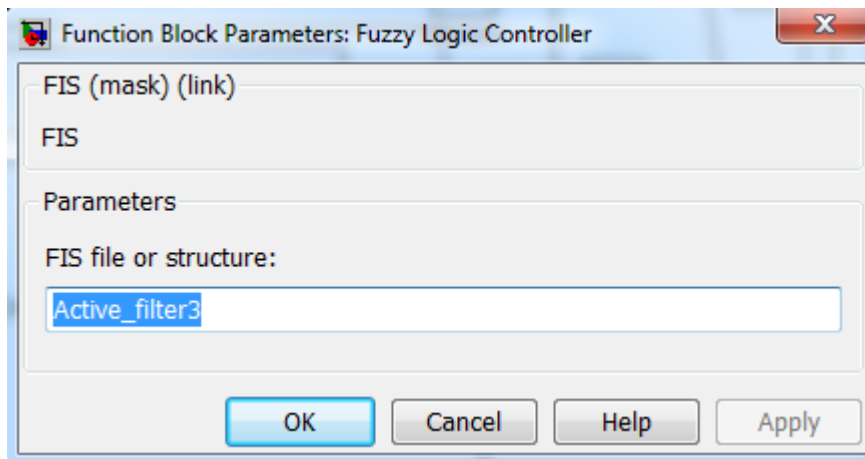 Function Block Parameters: Fuzzy Logic Controller
FIS (mask) (link)
FIS
Parameters
FIS file or structure:
Active_filter3
OK Cancel Help Apply